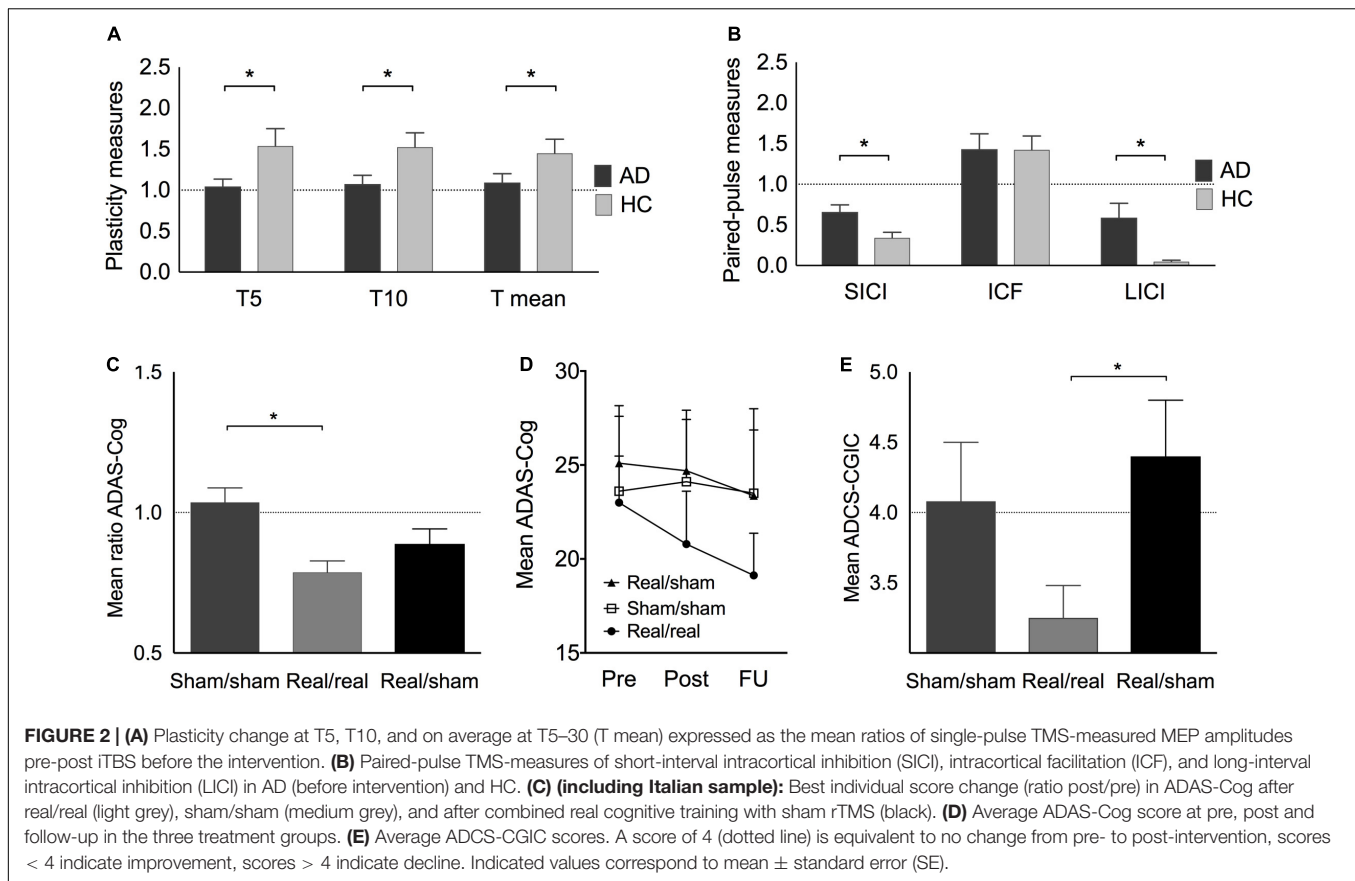 A
2.5
2.0
1.5
1.0
0.5
0.0
Plasticity measures
* * *
T5 T10 T mean
AD
HC
B
2.5
2.0
1.5
1.0
0.5
0.0
Paired-pulse measures
* *
SICI ICF LICI
AD
HC
C
1.5
1.0
0.5
Mean ratio ADAS-Cog
*
Sham/sham Real/real Real/sham
D
30
25
20
15
Mean ADAS-Cog
Real/sham
Sham/sham
Real/real
Pre Post FU
E
5.0
4.5
4.0
3.5
Mean ADCS-CGIC
*
Sham/sham Real/real Real/sham
FIGURE 2 | (A) Plasticity change at T5, T10, and on average at T5–30 (T mean) expressed as the mean ratios of single-pulse TMS-measured MEP amplitudes
pre-post iTBS before the intervention. (B) Paired-pulse TMS-measures of short-interval intracortical inhibition (SICI), intracortical facilitation (ICF), and long-interval
intracortical inhibition (LICI) in AD (before intervention) and HC. (C) (including Italian sample): Best individual score change (ratio post/pre) in ADAS-Cog after
real/real (light grey), sham/sham (medium grey), and after combined real cognitive training with sham rTMS (black). (D) Average ADAS-Cog score at pre, post and
follow-up in the three treatment groups. (E) Average ADCS-CGIC scores. A score of 4 (dotted line) is equivalent to no change from pre- to post-intervention, scores
< 4 indicate improvement, scores > 4 indicate decline. Indicated values correspond to mean ± standard error (SE).